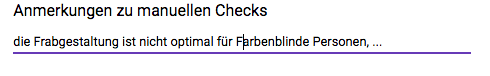 Anmerkungen zu manuellen Checks
die Frabgestaltung ist nicht optimal für Farbenblinde Personen, ...